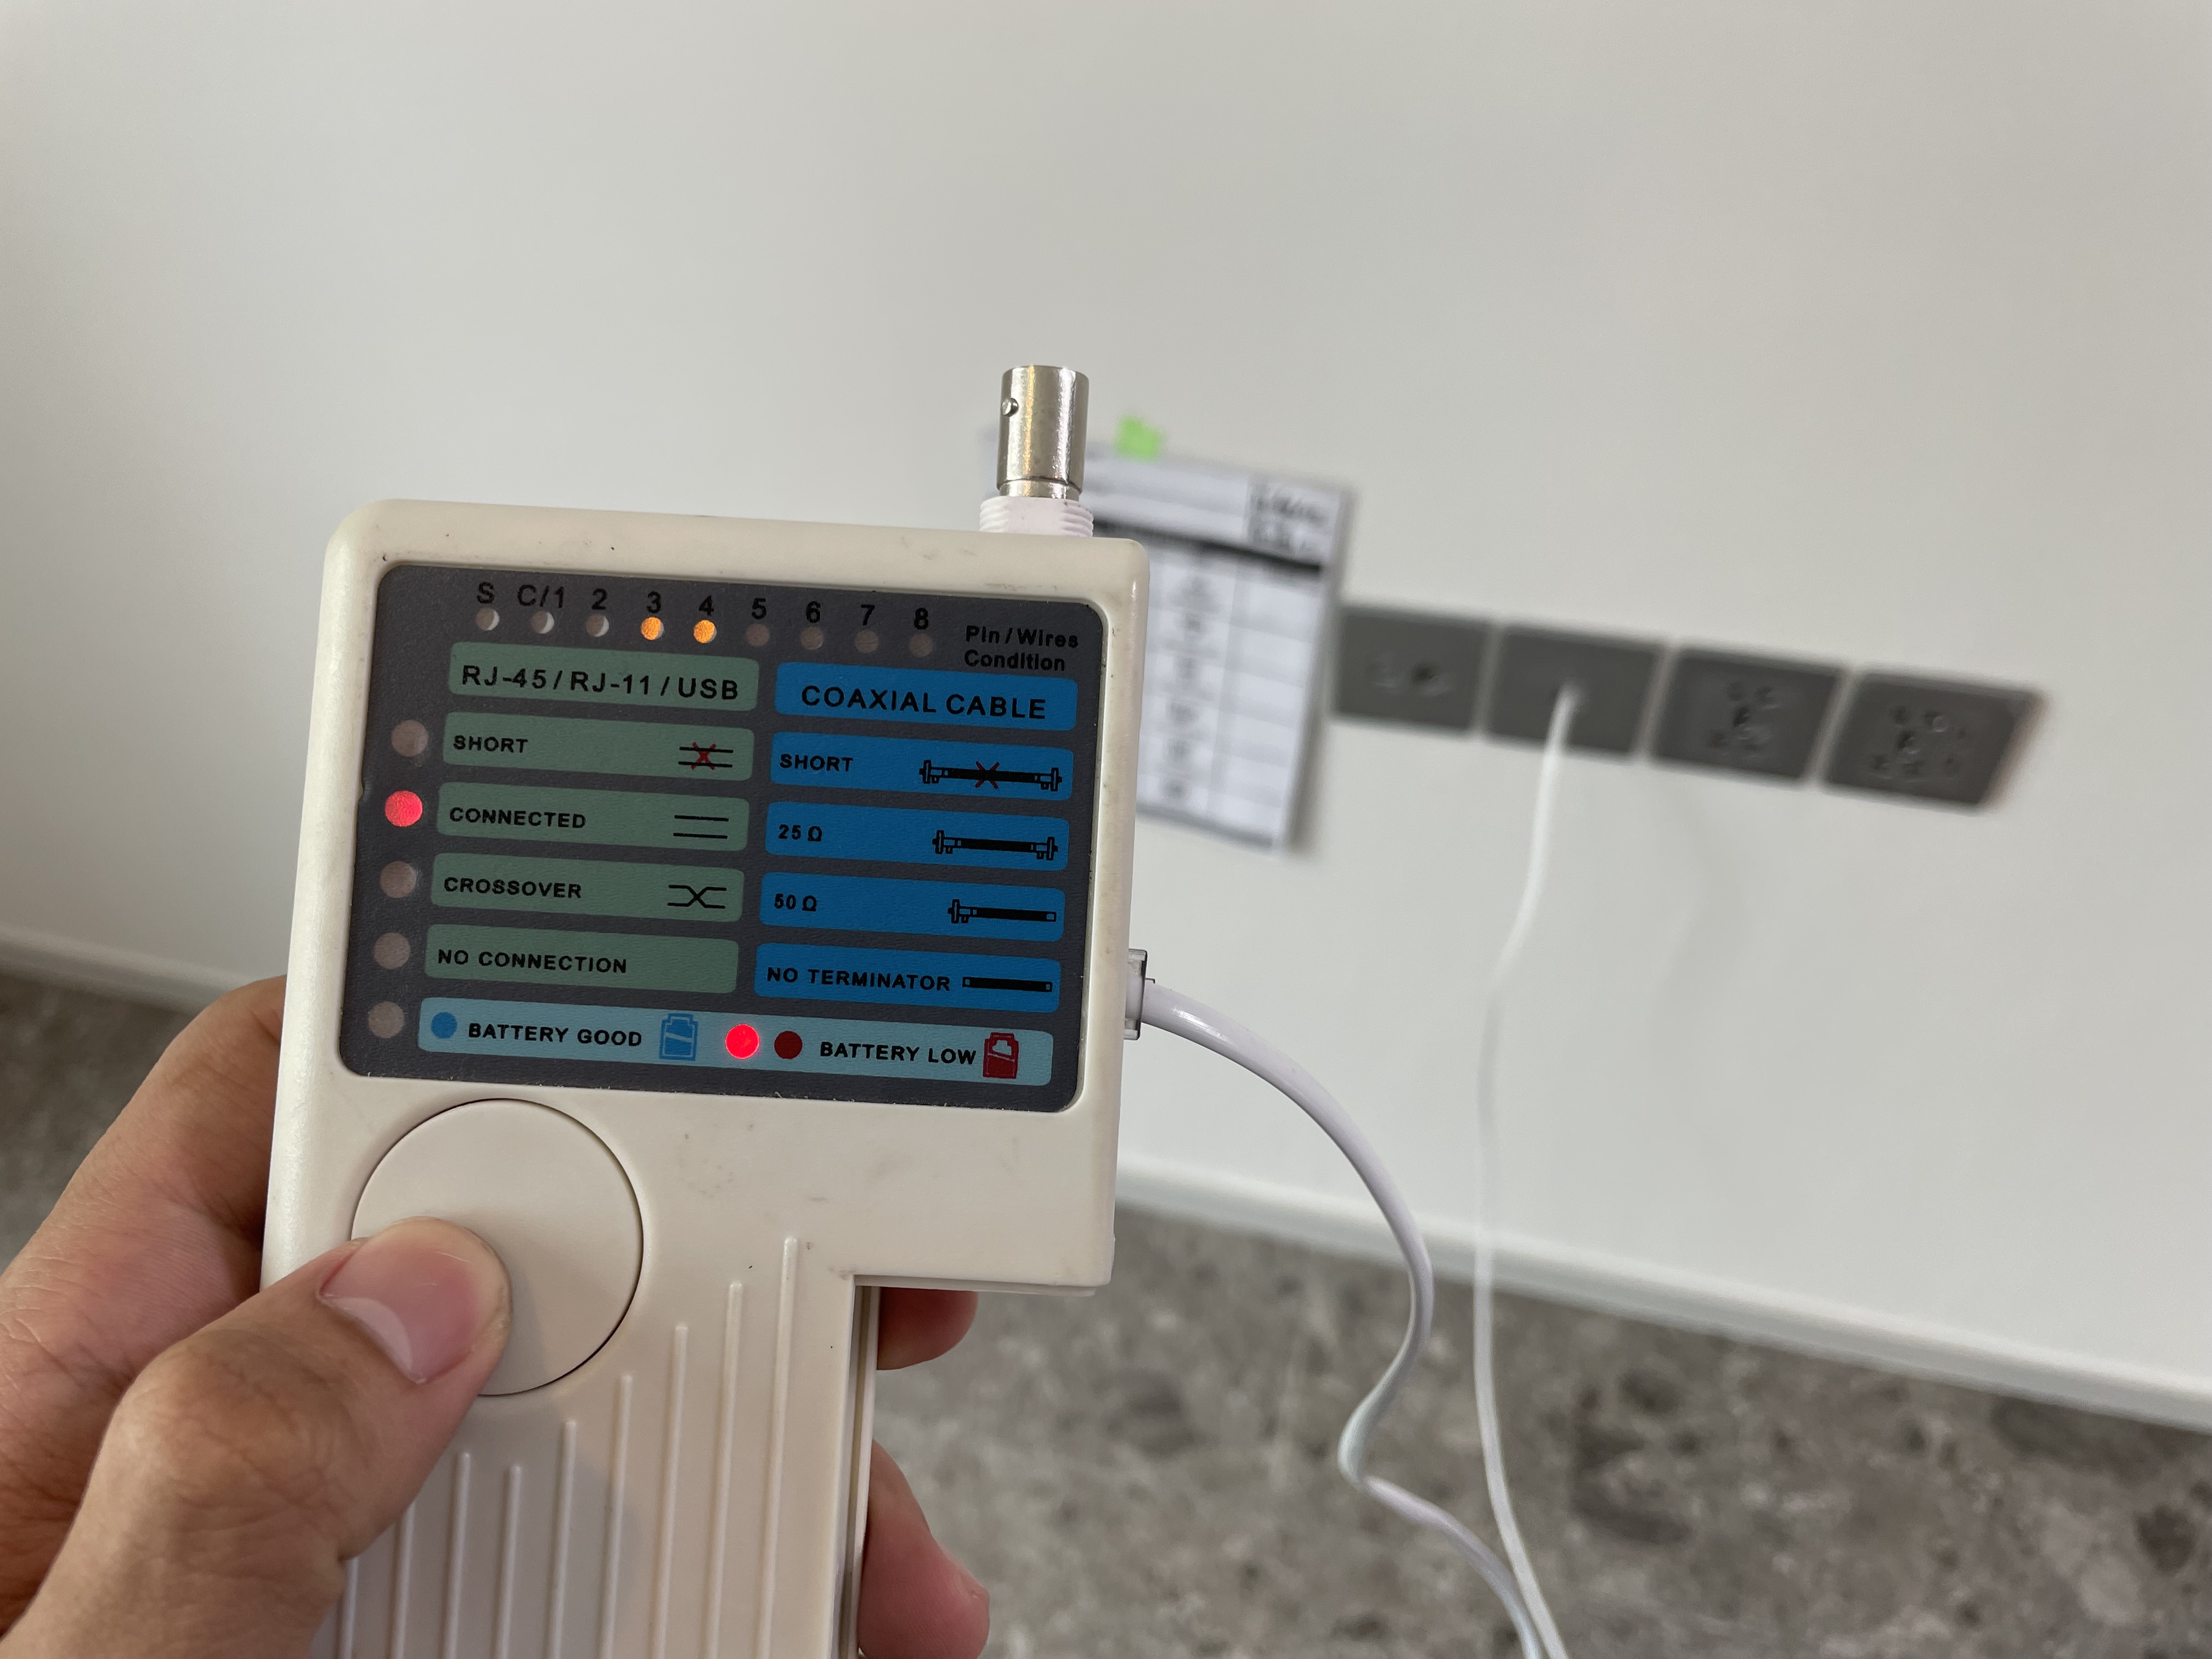 S C/1 2 3 4 5 6 7 8
Pin/Wires
Condition
RJ-45/RJ-11/USB
COAXIAL CABLE
SHORT
SHORT
CONNECTED
25 Ω
CROSSOVER
50 Ω
NO CONNECTION
NO TERMINATOR
BATTERY GOOD
BATTERY LOW